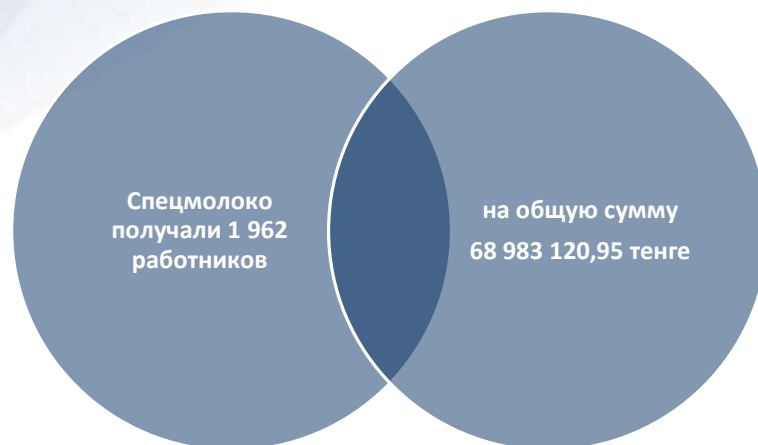 Спецмолоко
получали 1 962
работников
на общую сумму
68 983 120,95 тенге